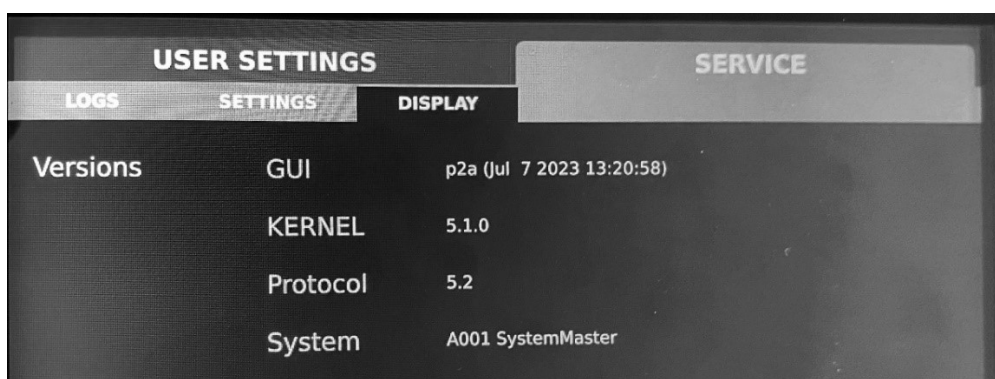 USER SETTINGS SERVICE
LOGS SETTINGS DISPLAY
Versions GUI p2a (Jul 7 2023 13:20:58)
KERNEL 5.1.0
Protocol 5.2
System A001 SystemMaster